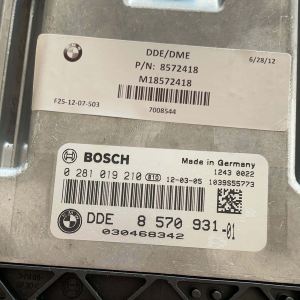 DDE/DME
6/28/12
P/N: 8572418
M18572418
F25-12-07-503
7008544
BOSCH
Made in Germany
1243 0022
0 281 019 210 12-03-05 1039S55773
DDE 8 570 931-01
030468342